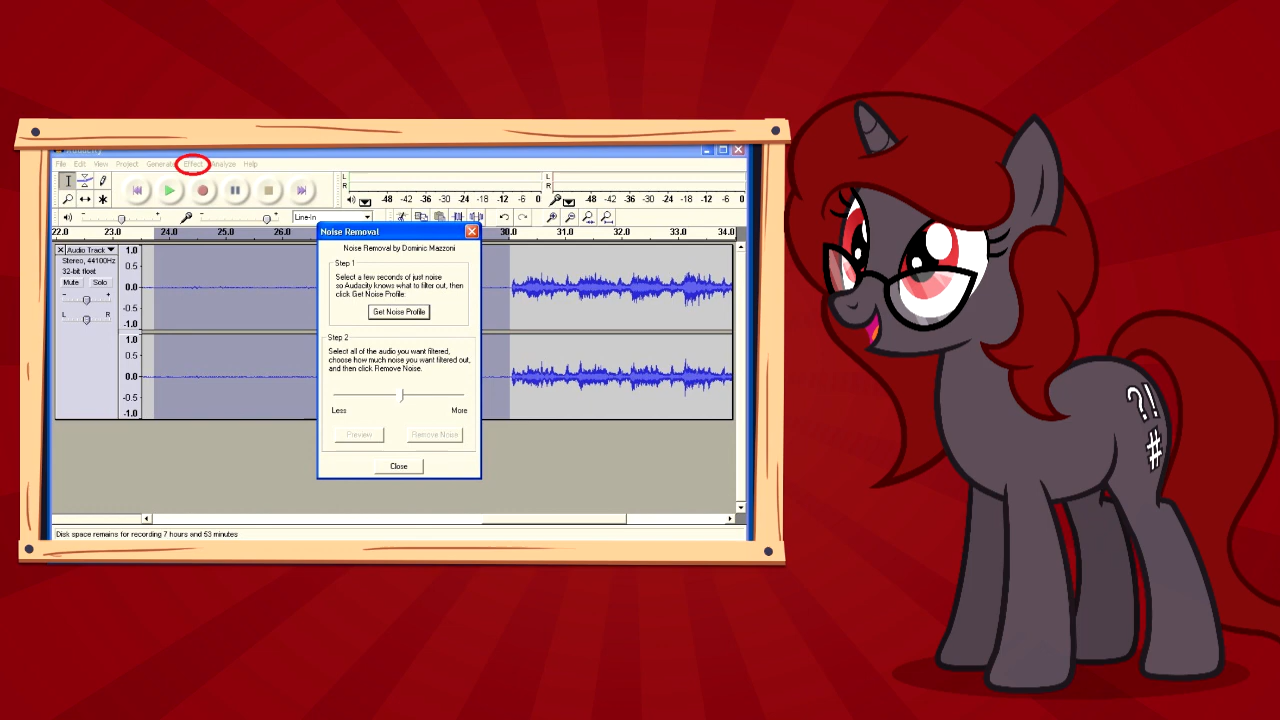 Audacity
File Edit View Project Generate Effect Analyze Help
L
R
-48 -42 -36 -30 -24 -18 -12 -6 0
L
R
-48 -42 -36 -30 -24 -18 -12 -6 0
Line-In
22.0 23.0 24.0 25.0 26.0 30.0 31.0 32.0 33.0 34.0
Audio Track
Stereo, 44100Hz
32-bit float
Mute Solo
- +
L R
1.0
0.5
0.0
-0.5
-1.0
1.0
0.5
0.0
-0.5
-1.0
Noise Removal
Noise Removal by Dominic Mazzoni
Step 1
Select a few seconds of just noise
so Audacity knows what to filter out, then
click Get Noise Profile:
Get Noise Profile
Step 2
Select all of the audio you want filtered,
choose how much noise you want filtered out,
and then click Remove Noise.
Less More
Preview Remove Noise
Close
Disk space remains for recording 7 hours and 53 minutes
?!
#